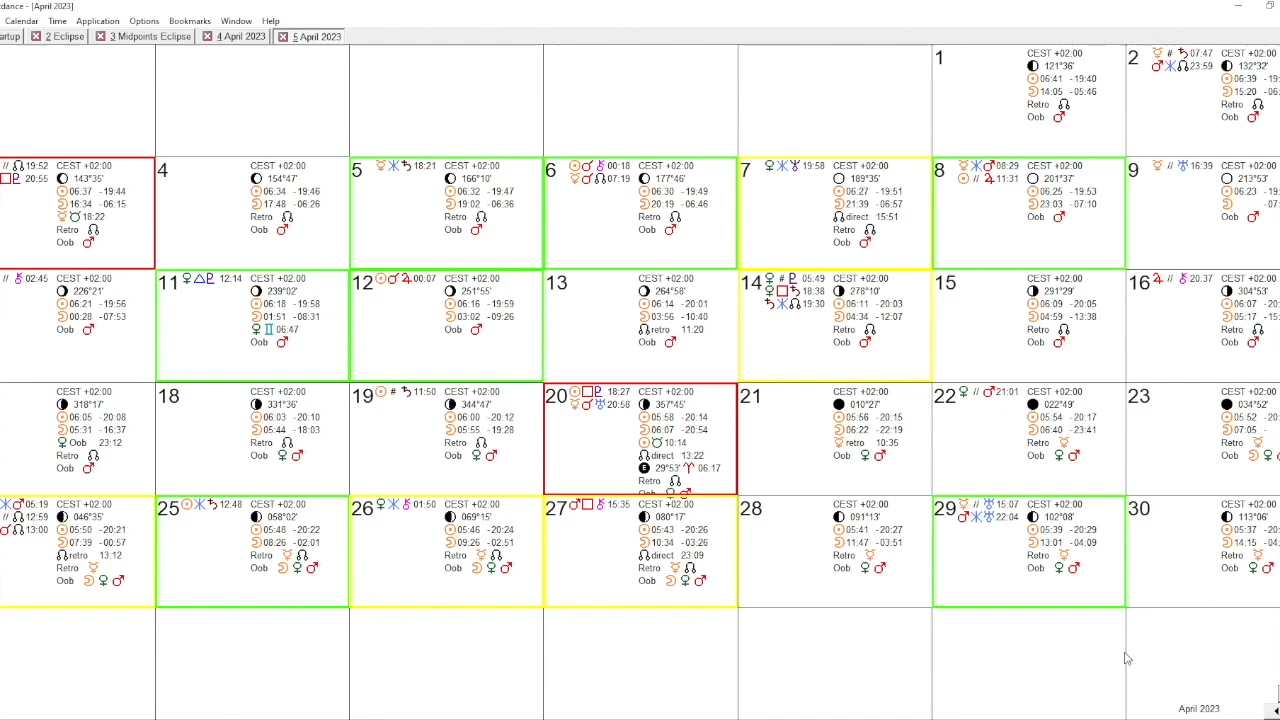 tdance - [April 2023]
Calendar Time Application Options Bookmarks Window Help
artup 2 Eclipse 3 Midpoints Eclipse 4 April 2023 5 April 2023
1
CEST +02:00
121°36'
06:41 -19:40
14:05 -05:46
Retro ☊
Oob ♂
2
☿ # ♄ 07:47
♂ ⚹ ☊ 23:59
CEST +02:00
132°32'
06:39 -19:
15:20 -06:
Retro ☊
Oob ♂
// ☊ 19:52
□ ♇ 20:55
CEST +02:00
143°35'
06:37 -19:44
16:34 -06:15
☿ ♉ 18:22
Retro ☊
Oob ♂
4
CEST +02:00
154°47'
06:34 -19:46
17:48 -06:26
Retro ☊
Oob ♂
5
☿ ⚹ ♄ 18:21
CEST +02:00
166°10'
06:32 -19:47
19:02 -06:36
Retro ☊
Oob ♂
6
☉ ☌ ⚷ 00:18
☿ ☌ ☊ 07:19
CEST +02:00
177°46'
06:30 -19:49
20:19 -06:46
Retro ☊
Oob ♂
7
♀ ⚹ ♆ 19:58
CEST +02:00
189°35'
06:27 -19:51
21:39 -06:57
☊ direct 15:51
Retro ☊
Oob ♂
8
☿ ⚹ ♂ 08:29
☉ // ♃ 11:31
CEST +02:00
201°37'
06:25 -19:53
23:03 -07:10
Oob ♂
9
☿ // ♅ 16:39
CEST +02:00
213°53'
06:23 -19:
-07:
Oob ♂
// ⚷ 02:45
CEST +02:00
226°21'
06:21 -19:56
00:28 -07:53
Oob ♂
11
♀ △ ♇ 12:14
CEST +02:00
239°02'
06:18 -19:58
01:51 -08:31
♀ ♊ 06:47
Oob ♂
12
☉ ☌ ♃ 00:07
CEST +02:00
251°55'
06:16 -19:59
03:02 -09:26
Oob ♂
13
CEST +02:00
264°58'
06:14 -20:01
03:56 -10:40
☊ retro 11:20
Oob ♂
14
♀ # ♇ 05:49
♀ □ ♄ 18:38
♄ ⚹ ☊ 19:30
CEST +02:00
278°10'
06:11 -20:03
04:34 -12:07
Retro ☊
Oob ♂
15
CEST +02:00
291°29'
06:09 -20:05
04:59 -13:38
Retro ☊
Oob ♂
16
♃ // ⚷ 20:37
CEST +02:00
304°53'
06:07 -20:
05:17 -15:
Retro ☊
Oob ♂
CEST +02:00
318°17'
06:05 -20:08
05:31 -16:37
♀ Oob 23:12
Retro ☊
Oob ♂
18
CEST +02:00
331°36'
06:03 -20:10
05:44 -18:03
Retro ☊
Oob ♀ ♂
19
☉ # ♄ 11:50
CEST +02:00
344°47'
06:00 -20:12
05:55 -19:28
Retro ☊
Oob ♀ ♂
20
☉ □ ♇ 18:27
☿ ☌ ♅ 20:58
CEST +02:00
357°45'
05:58 -20:14
06:07 -20:54
☉ ♉ 10:14
☊ direct 13:22
E 29°53' ♈ 06:17
Retro ☊
Oob ♀ ♂
21
CEST +02:00
010°27'
05:56 -20:15
06:22 -22:19
☿ retro 10:35
Oob ♀ ♂
22
♀ // ♂ 21:01
CEST +02:00
022°49'
05:54 -20:17
06:40 -23:41
Retro ☿
Oob ♀ ♂
23
CEST +02:00
034°52'
05:52 -20:
07:05 -
Retro ☿
Oob ☽ ♀
⚹ ♂ 05:19
// ☊ 12:59
☌ ☊ 13:00
CEST +02:00
046°35'
05:50 -20:21
07:39 -00:57
☊ retro 13:12
Retro ☿
Oob ☽ ♀ ♂
25
☉ ⚹ ♄ 12:48
CEST +02:00
058°02'
05:48 -20:22
08:26 -02:01
Retro ☿ ☊
Oob ☽ ♀ ♂
26
♀ ⚹ ⚷ 01:50
CEST +02:00
069°15'
05:46 -20:24
09:26 -02:51
Retro ☿ ☊
Oob ☽ ♀ ♂
27
♂ □ ⚷ 15:35
CEST +02:00
080°17'
05:43 -20:26
10:34 -03:26
☊ direct 23:09
Retro ☿ ☊
Oob ☽ ♀ ♂
28
CEST +02:00
091°13'
05:41 -20:27
11:47 -03:51
Retro ☿
Oob ♀ ♂
29
☿ // ♅ 15:07
♂ ⚹ ♅ 22:04
CEST +02:00
102°08'
05:39 -20:29
13:01 -04:09
Retro ☿
Oob ♀ ♂
30
CEST +02:00
113°06'
05:37 -20:
14:15 -04:
Retro ☿
Oob ♀ ♂
April 2023